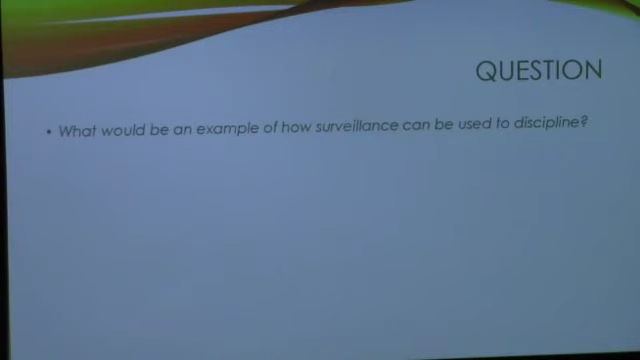 QUESTION
• What would be an example of how surveillance can be used to discipline?